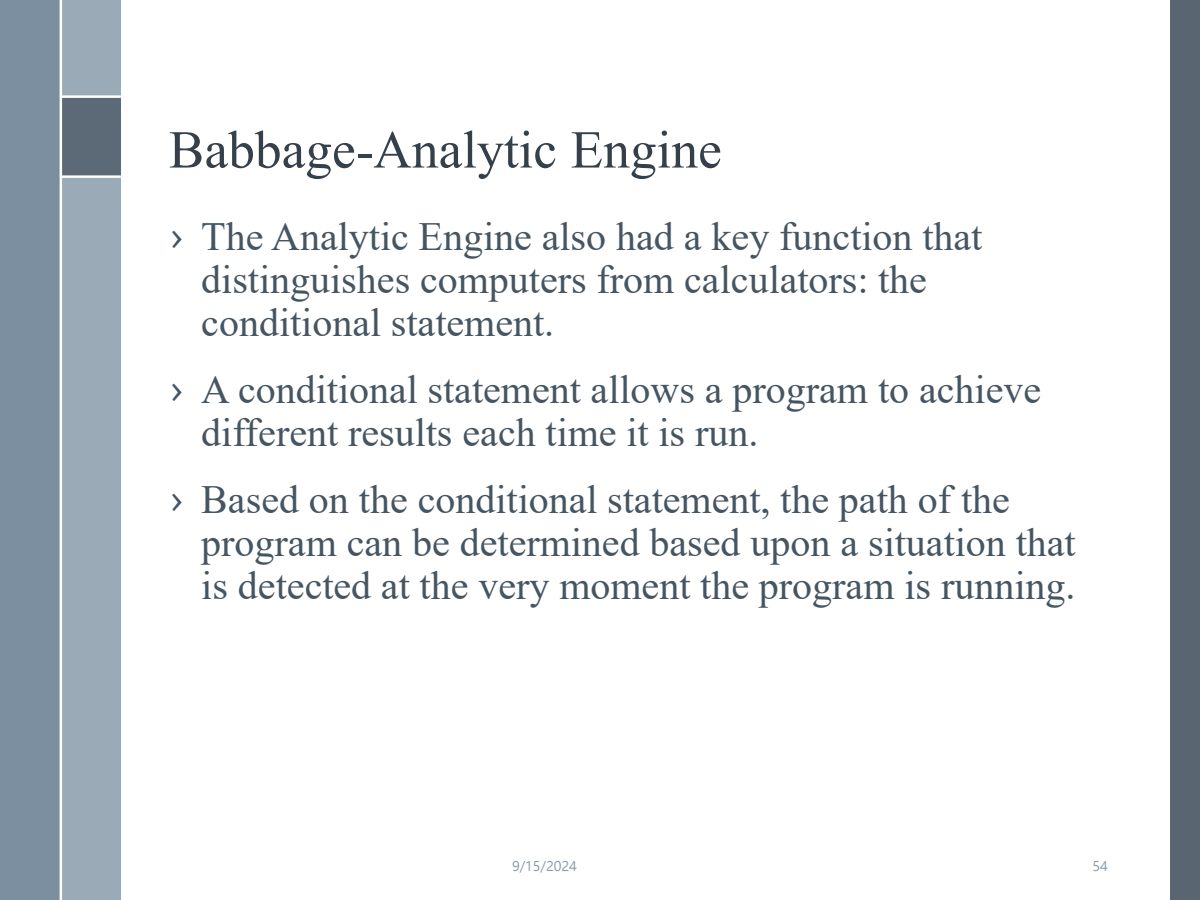 Babbage-Analytic Engine
› The Analytic Engine also had a key function that
distinguishes computers from calculators: the
conditional statement.
› A conditional statement allows a program to achieve
different results each time it is run.
› Based on the conditional statement, the path of the
program can be determined based upon a situation that
is detected at the very moment the program is running.
9/15/2024
54